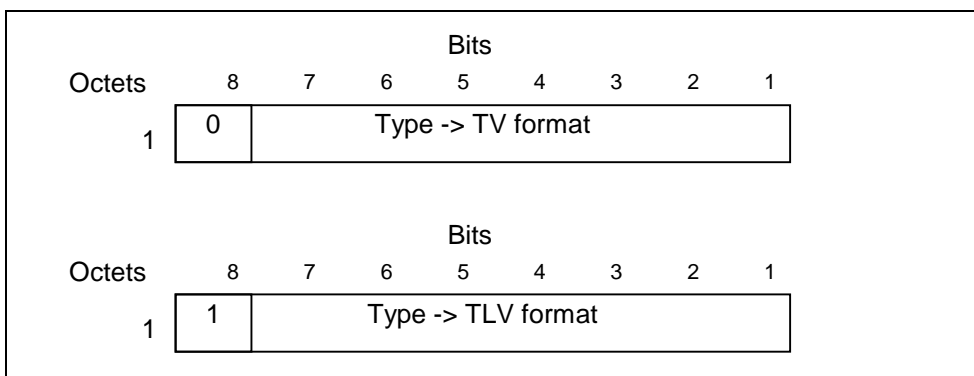 Bits
Octets 8 7 6 5 4 3 2 1
1 0 Type -> TV format
Bits
Octets 8 7 6 5 4 3 2 1
1 1 Type -> TLV format